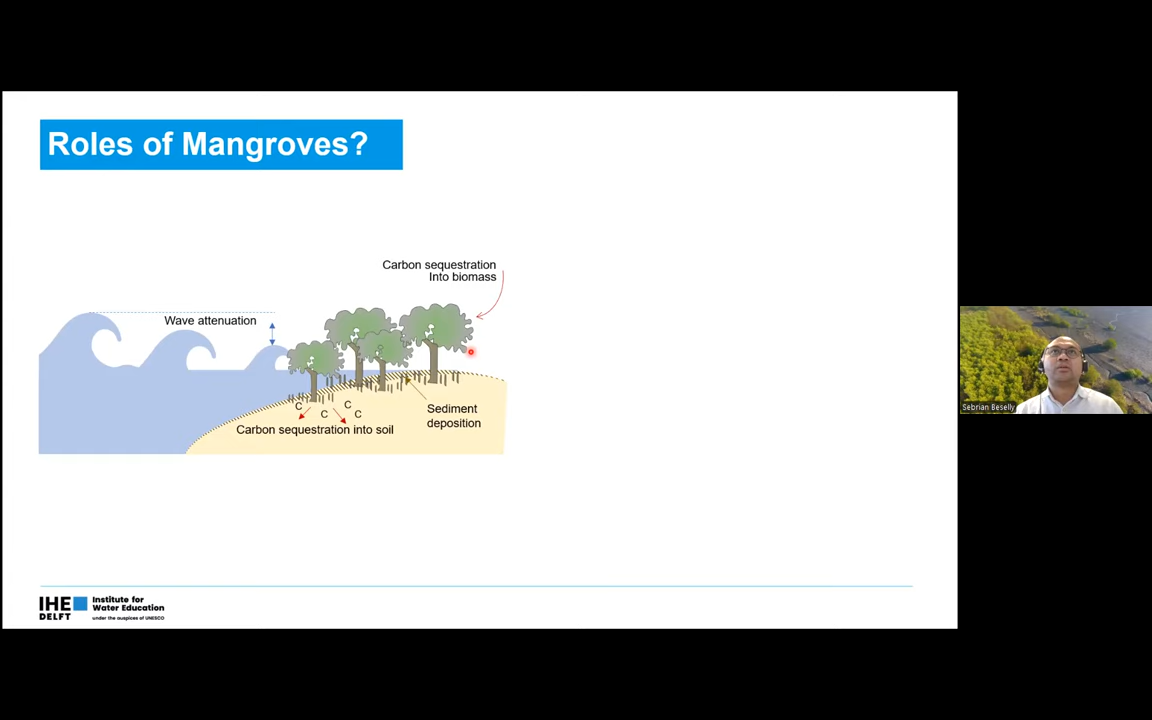 Roles of Mangroves?
Carbon sequestration
Into biomass
Wave attenuation
C
C
C
C
Sediment
deposition
Carbon sequestration into soil
Sebrian Beselly
IHE
DELFT
Institute for
Water Education
under the auspices of UNESCO